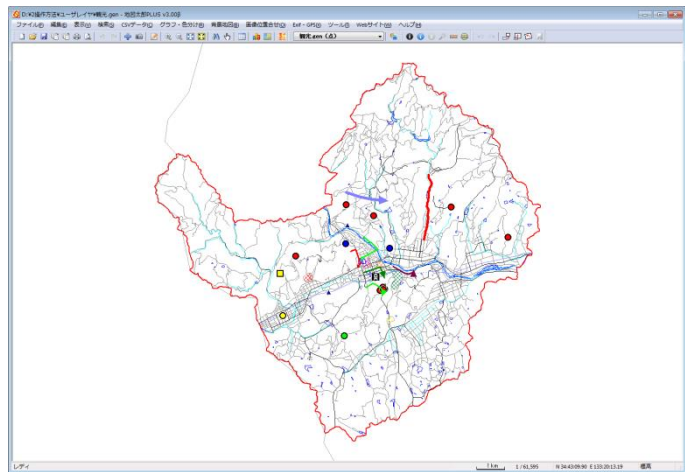 D:¥2操作方法¥ユーザレイヤ¥観光.gen - 地図太郎PLUS v3.00β
ファイル(F) 編集(E) 表示(V) 検索(S) CSVデータ(C) グラフ・色分け(R) 背景地図(B) 画像位置合せ(D) Exif・GPS(I) ツール(T) Webサイト(W) ヘルプ(H)
観光.gen (点)
レディ 1 km 1 / 61,595 N 34:43:09.90 E 133:20:13.19 標高